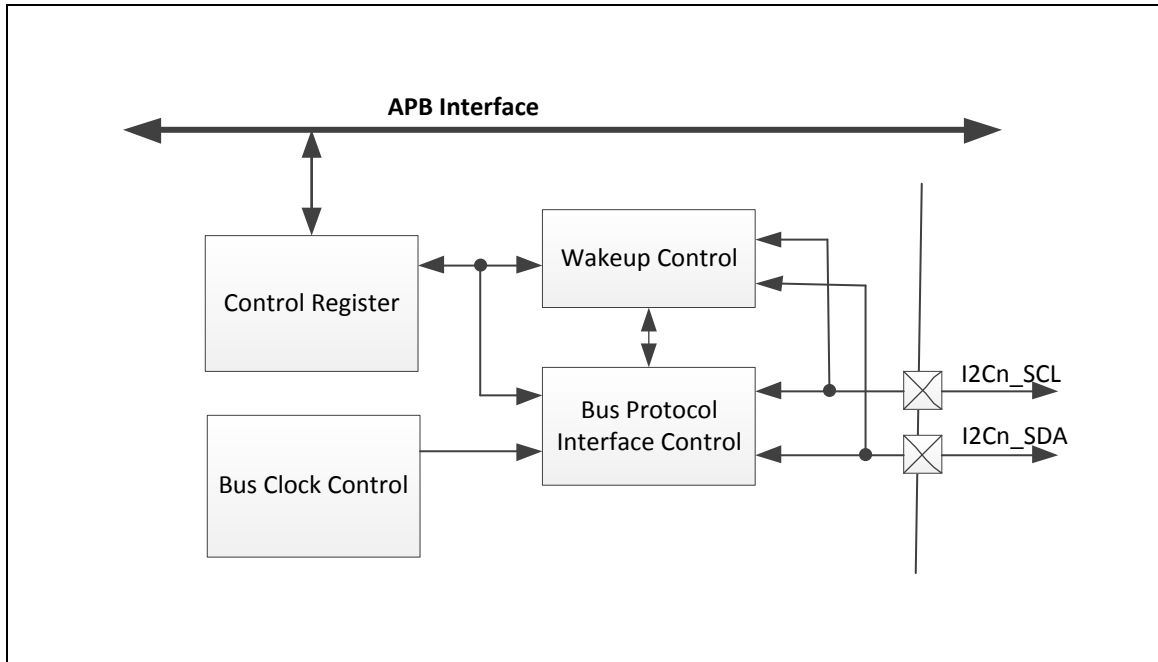 APB Interface
Control Register
Wakeup Control
Bus Protocol
Interface Control
Bus Clock Control
I2Cn_SCL
I2Cn_SDA